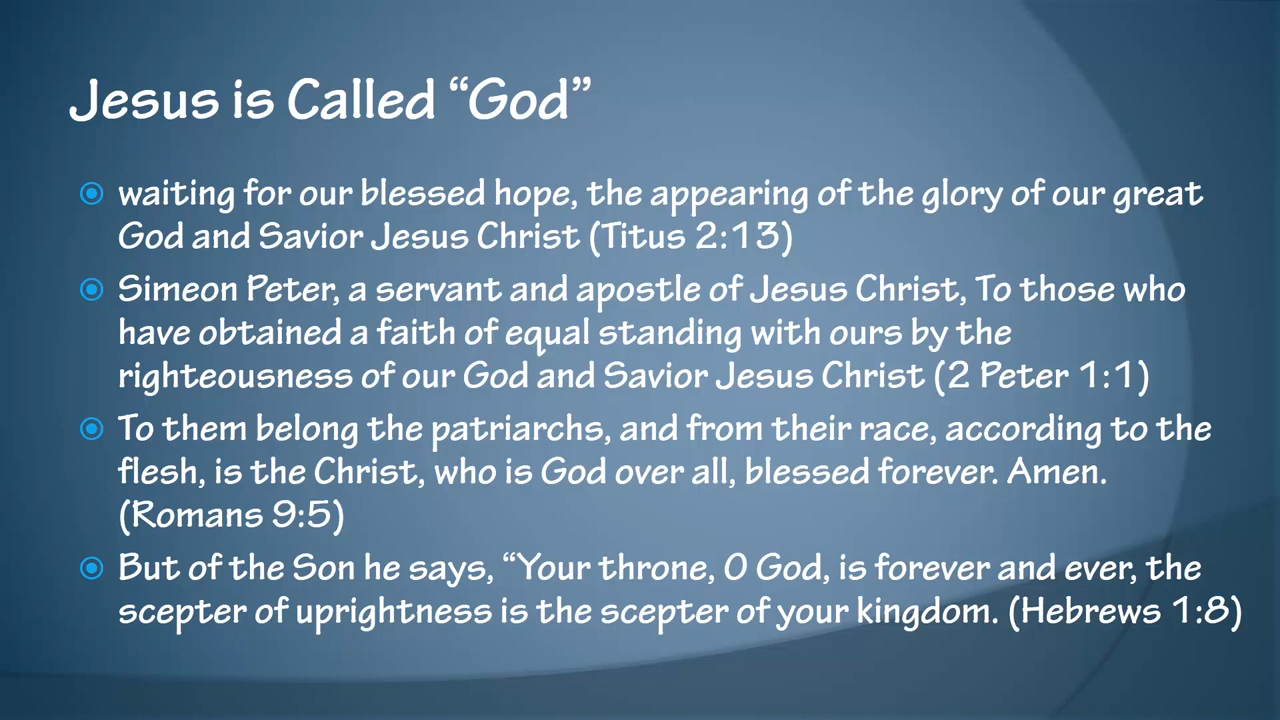 Jesus is Called “God”
waiting for our blessed hope, the appearing of the glory of our great
God and Savior Jesus Christ (Titus 2:13)
Simeon Peter, a servant and apostle of Jesus Christ, To those who
have obtained a faith of equal standing with ours by the
righteousness of our God and Savior Jesus Christ (2 Peter 1:1)
To them belong the patriarchs, and from their race, according to the
flesh, is the Christ, who is God over all, blessed forever. Amen.
(Romans 9:5)
But of the Son he says, “Your throne, O God, is forever and ever, the
scepter of uprightness is the scepter of your kingdom. (Hebrews 1:8)